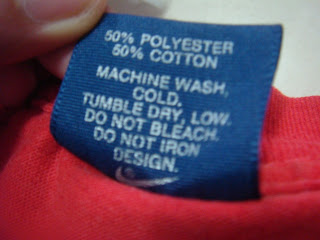 50% POLYESTER
50% COTTON
MACHINE WASH,
COLD.
TUMBLE DRY, LOW.
DO NOT BLEACH.
DO NOT IRON
DESIGN.